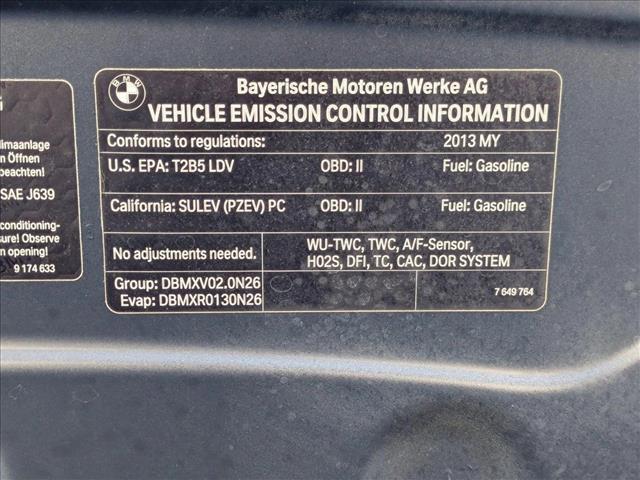 BMW
Bayerische Motoren Werke AG
VEHICLE EMISSION CONTROL INFORMATION
Conforms to regulations: 2013 MY
U.S. EPA: T2B5 LDV OBD: II Fuel: Gasoline
California: SULEV (PZEV) PC OBD: II Fuel: Gasoline
No adjustments needed.
WU-TWC, TWC, A/F-Sensor,
HO2S, DFI, TC, CAC, DOR SYSTEM
Group: DBMXV02.0N26
Evap: DBMXR0130N26
7 649 764
G
limaanlage
n Öffnen
beachten!
SAE J639
conditioning-
sure! Observe
n opening!
9 174 633